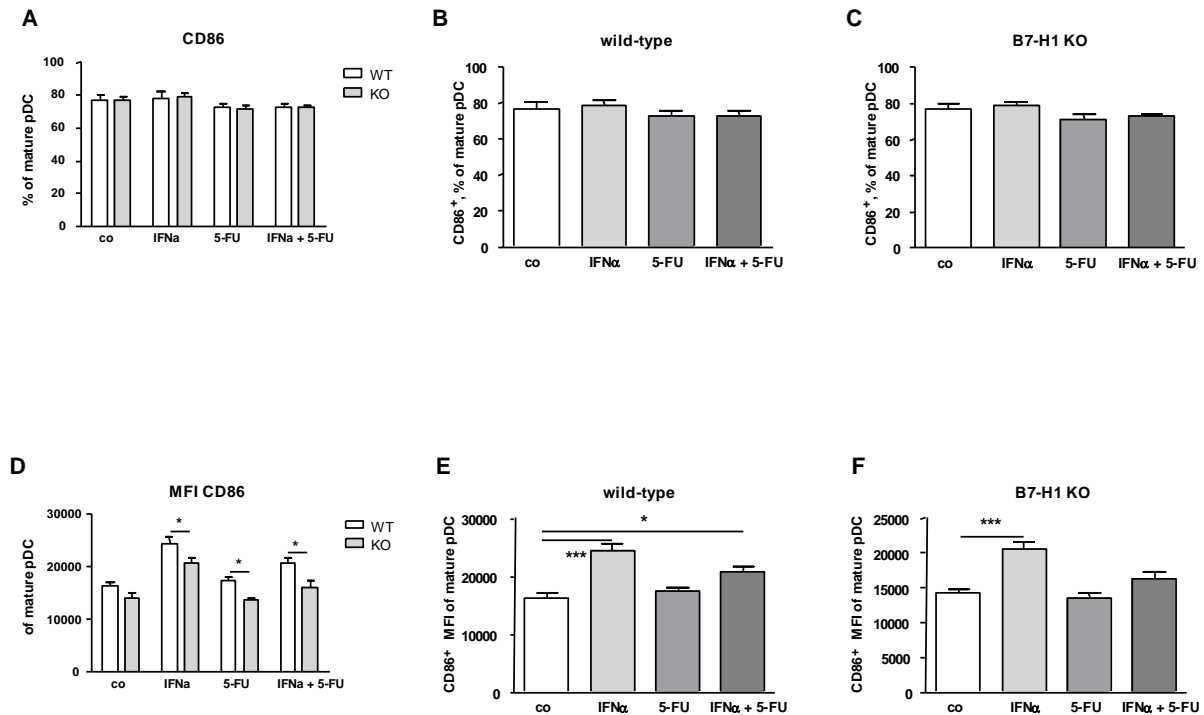 A
CD86
% of mature pDC
100
80
60
40
20
0
co
IFNa
5-FU
IFNa + 5-FU
WT
KO
B
wild-type
CD86+, % of mature pDC
100
80
60
40
20
0
co
IFNα
5-FU
IFNα + 5-FU
C
B7-H1 KO
CD86+, % of mature pDC
100
80
60
40
20
0
co
IFNα
5-FU
IFNα + 5-FU
D
MFI CD86
of mature pDC
30000
20000
10000
0
*
*
*
co
IFNa
5-FU
IFNa + 5-FU
WT
KO
E
wild-type
CD86+ MFI of mature pDC
30000
20000
10000
0
*
***
co
IFNα
5-FU
IFNα + 5-FU
F
B7-H1 KO
CD86+ MFI of mature pDC
25000
20000
15000
10000
5000
0
***
co
IFNα
5-FU
IFNα + 5-FU